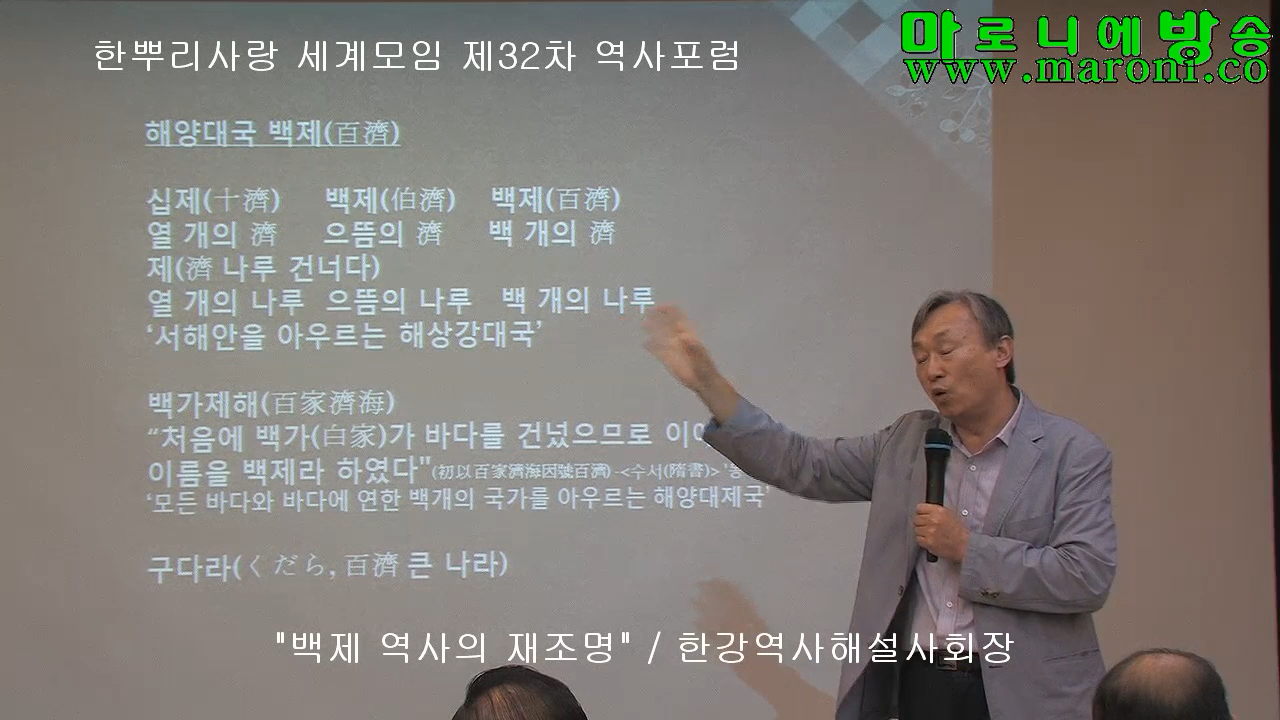 마로니에방송
www.maroni.co
한뿌리사랑 세계모임 제32차 역사포럼
해양대국 백제(百濟)
십제(十濟) 백제(伯濟) 백제(百濟)
열 개의 濟 으뜸의 濟 백 개의 濟
제(濟 나루 건너다)
열 개의 나루 으뜸의 나루 백 개의 나루
‘서해안을 아우르는 해상강대국’
백가제해(百家濟海)
“처음에 백가(白家)가 바다를 건넜으므로
이름을 백제라 하였다"(初以百家濟海因號百濟)-<수서(隋書)>
‘모든 바다와 바다에 연한 백개의 국가를 아우르는 해양대제국’
구다라(くだら, 百濟 큰 나라)
"백제 역사의 재조명" / 한강역사해설사회장